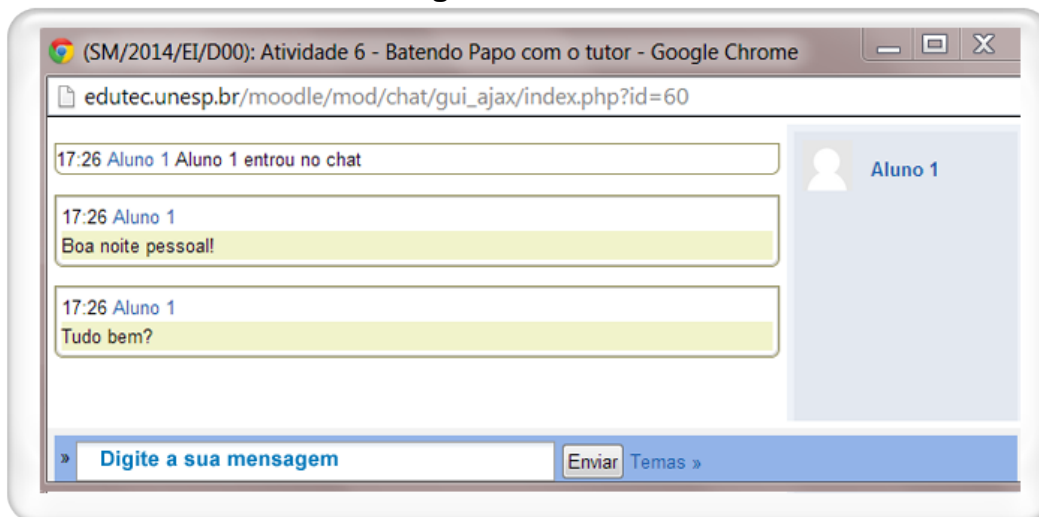 (SM/2014/EI/D00): Atividade 6 - Batendo Papo com o tutor - Google Chrome
edutec.unesp.br/moodle/mod/chat/gui_ajax/index.php?id=60
17:26 Aluno 1 Aluno 1 entrou no chat
Aluno 1
17:26 Aluno 1
Boa noite pessoal!
17:26 Aluno 1
Tudo bem?
» Digite a sua mensagem Enviar Temas »